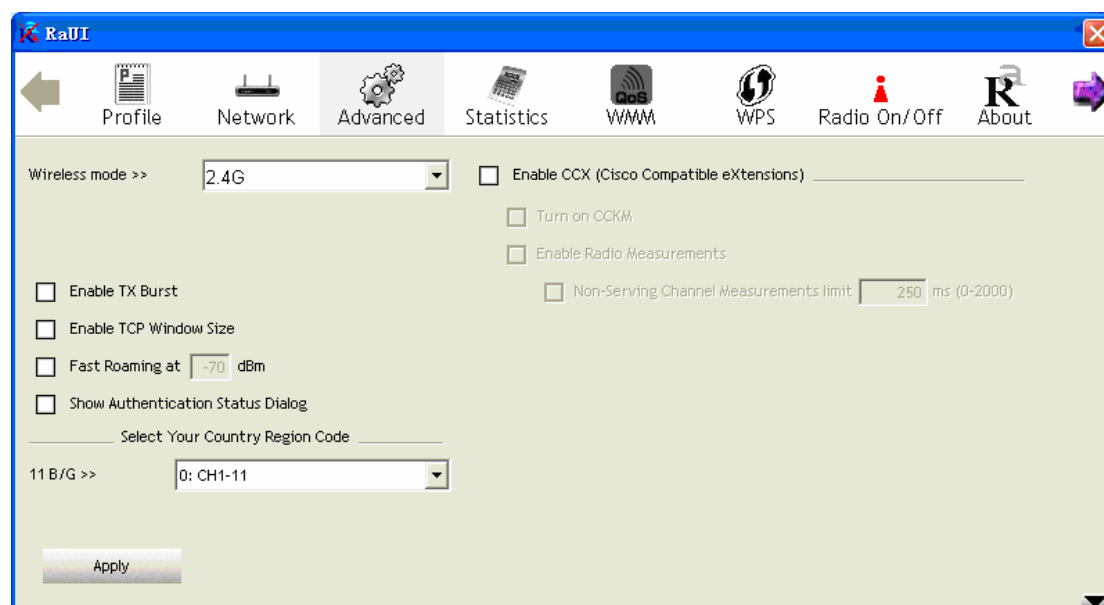 RaUI
Profile Network Advanced Statistics QoS WMM WPS Radio On/Off Ra About
Wireless mode >> 2.4G
Enable CCX (Cisco Compatible eXtensions)
Turn on CCKM
Enable Radio Measurements
Non-Serving Channel Measurements limit 250 ms (0-2000)
Enable TX Burst
Enable TCP Window Size
Fast Roaming at -70 dBm
Show Authentication Status Dialog
Select Your Country Region Code
11 B/G >> 0: CH1-11
Apply